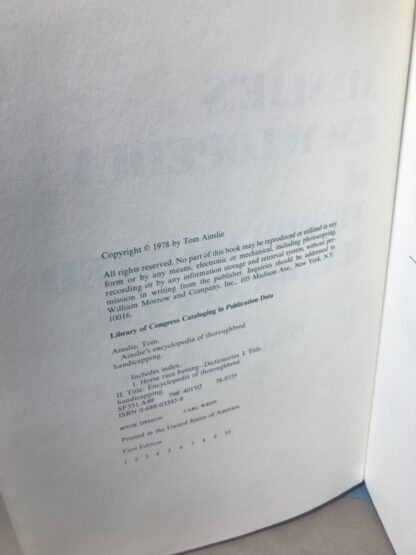 Copyright © 1978 by Tom Ainslie
All rights reserved. No part of this book may be reproduced or utilized in any
form or by any means, electronic or mechanical, including photocopying,
recording or by any information storage and retrieval system, without per-
mission in writing from the publisher. Inquiries should be addressed to
William Morrow and Company, Inc., 105 Madison Ave., New York, N.Y.
10016.
Library of Congress Cataloging in Publication Data
Ainslie, Tom.
Ainslie's encyclopedia of thoroughbred
handicapping.
Includes index.
1. Horse race betting—Dictionaries. I. Title.
II. Title: Encyclopedia of thoroughbred
handicapping.
SF331.A49 798'.401'03 78-9755
ISBN 0-688-03345-8
BOOK DESIGN CARL WEISS
Printed in the United States of America.
First Edition
1 2 3 4 5 6 7 8 9 10